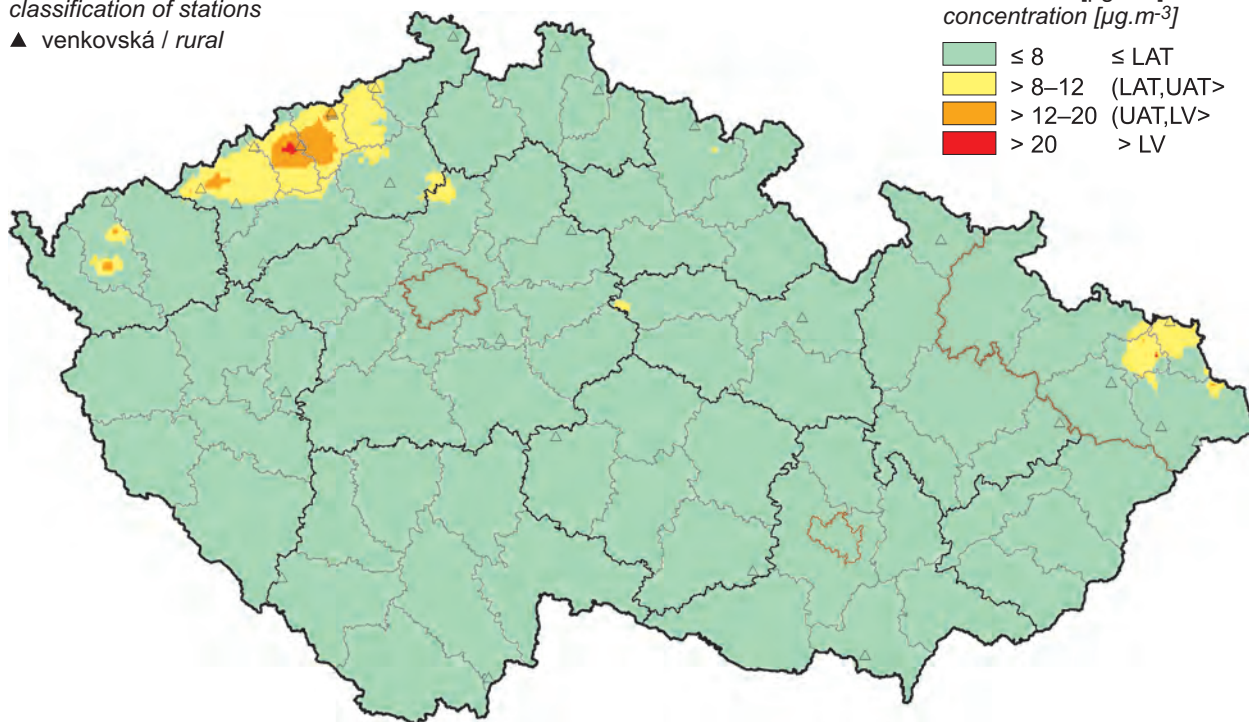 classification of stations
▲ venkovská / rural
concentration [µg.m-3]
≤ 8 ≤ LAT
> 8–12 (LAT,UAT>
> 12–20 (UAT,LV>
> 20 > LV